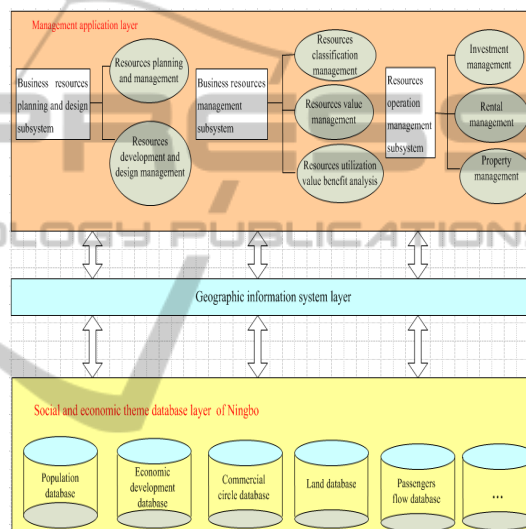 Management application layer
Resources planning
and management
Business resources
planning and design
subsystem
Resources
development and
design management
Business resources
management
subsystem
Resources
classification
management
Resources value
management
Resources utilization
value benefit analysis
Resources
operation
management
subsystem
Investment
management
Rental
management
Property
management
PRESS
OLOGY PUBLICATION
Geographic information system layer
Social and economic theme database layer of Ningbo
Population
database
Economic
development
database
Commercial
circle database
Land database
Passengers
flow database
...